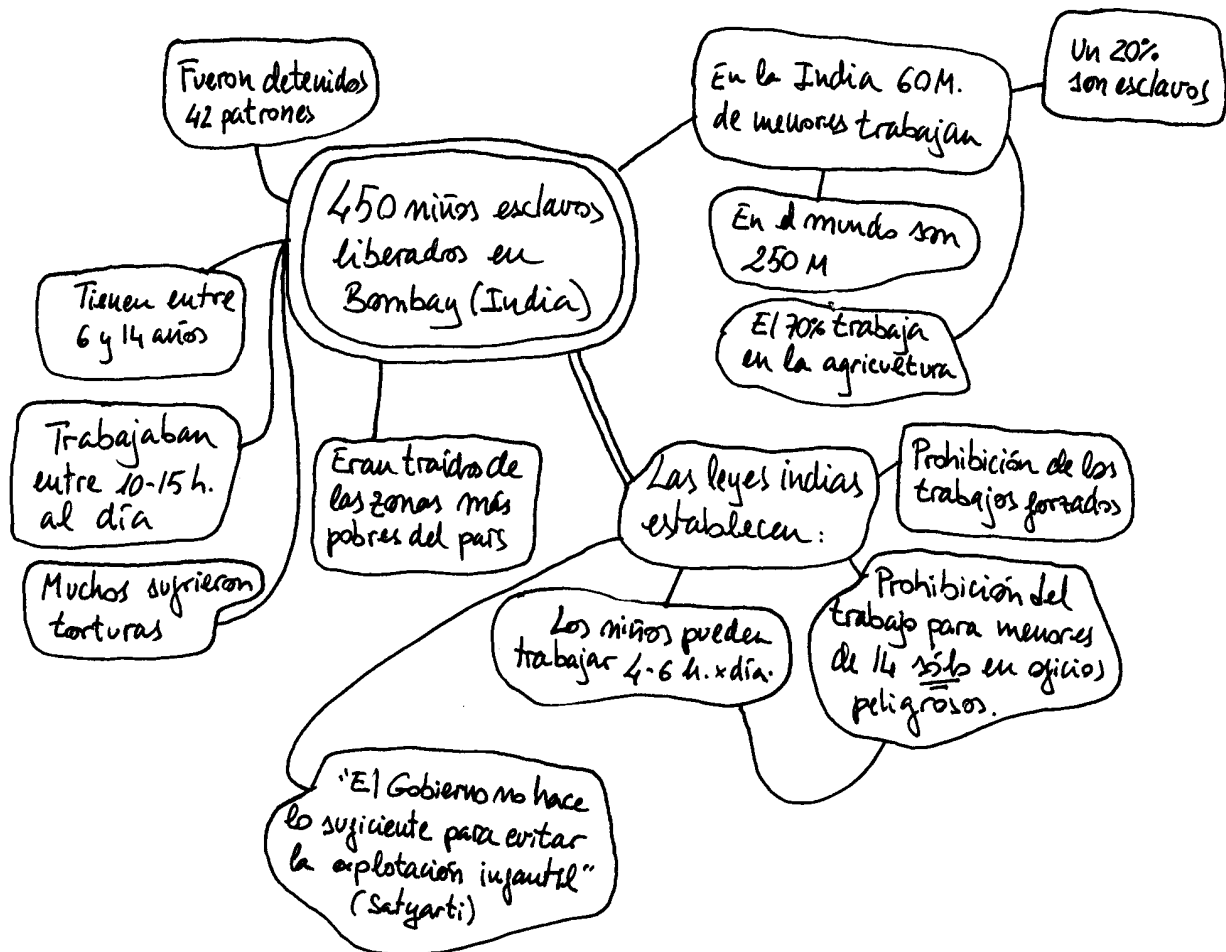 Fueron detenidos
42 patrones
450 niños esclavos
liberados en
Bombay (India)
En la India 60M.
de menores trabajan
Un 20%
son esclavos
En el mundo son
250 M
El 70% trabaja
en la agricultura
Tienen entre
6 y 14 años
Trabajaban
entre 10-15 h.
al día
Muchos sufrieron
torturas
Eran traídos de
las zonas más
pobres del país
Las leyes indias
establecen:
Prohibición de los
trabajos forzados
Prohibición del
trabajo para menores
de 14 sólo en oficios
peligrosos.
Los niños pueden
trabajar 4-6 h. x día.
"El Gobierno no hace
lo suficiente para evitar
la explotación infantil"
(Satyarti)